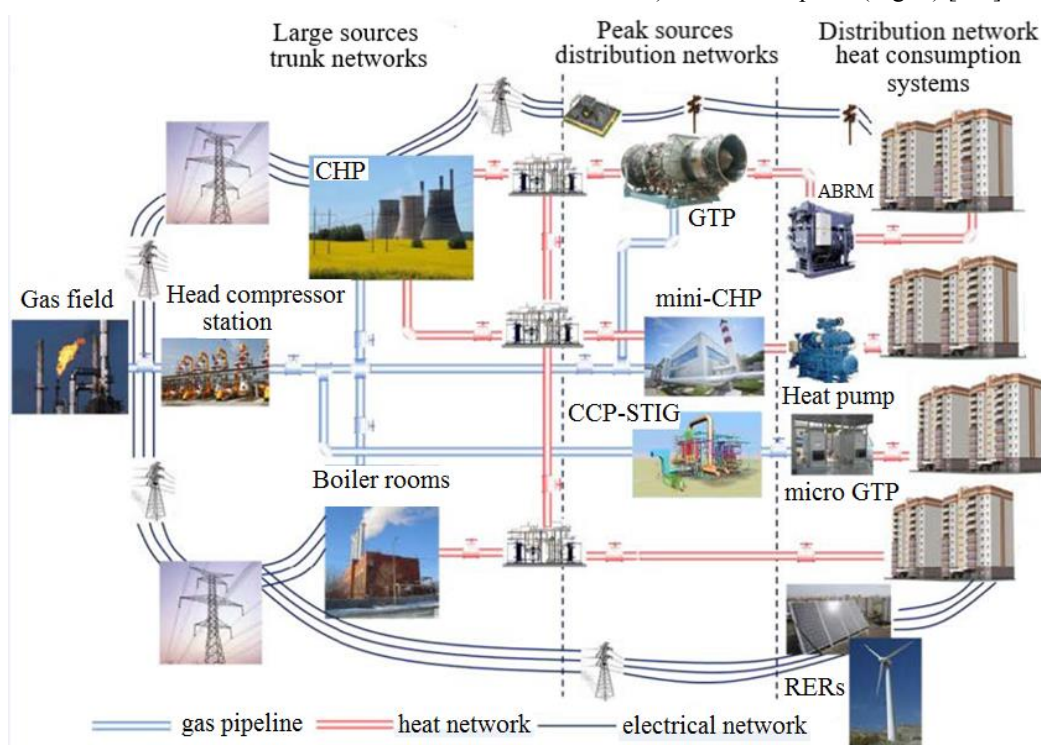 Large sources
trunk networks
Peak sources
distribution networks
Distribution network
heat consumption
systems
CHP
GTP
ABRM
Gas field
Head compressor
station
mini-CHP
CCP-STIG
Heat pump
micro GTP
Boiler rooms
RERs
gas pipeline
heat network
electrical network